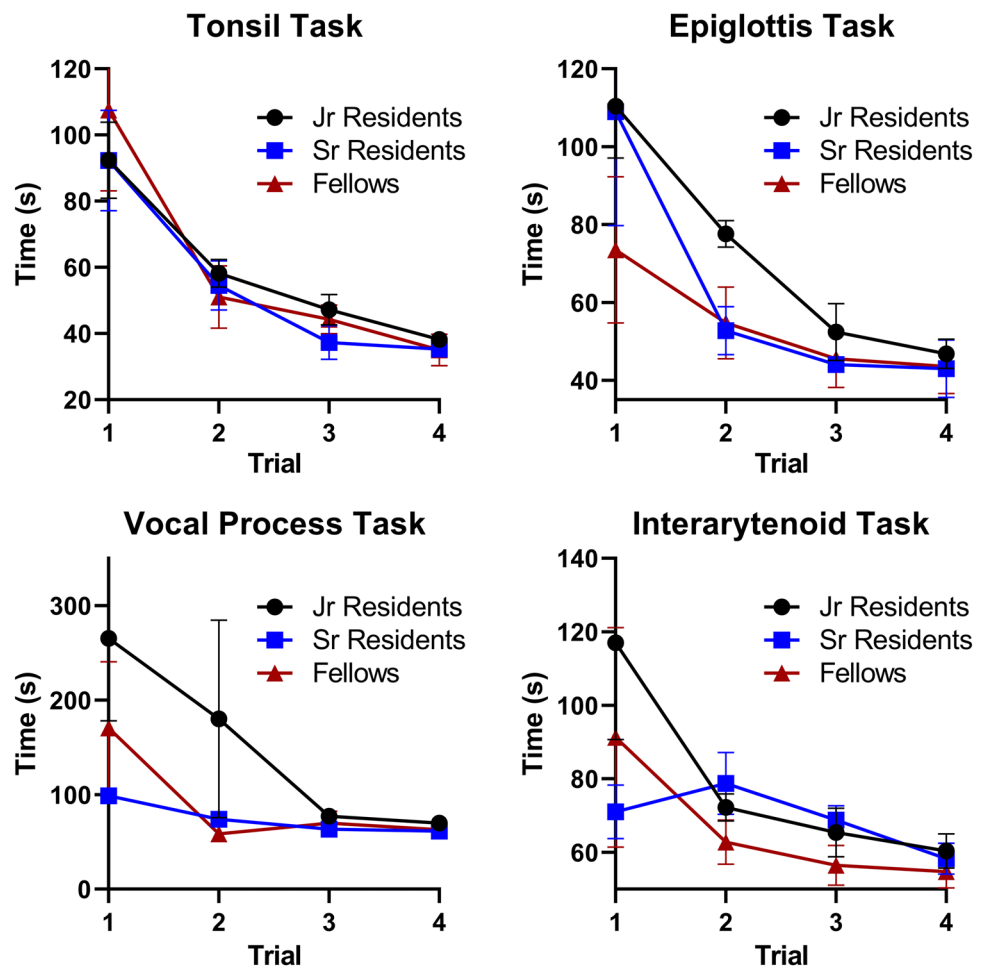 Tonsil Task
120
100
80
60
40
20
Time (s)
Jr Residents
Sr Residents
Fellows
1 2 3 4
Trial
Epiglottis Task
120
100
80
60
40
Time (s)
Jr Residents
Sr Residents
Fellows
1 2 3 4
Trial
Vocal Process Task
300
200
100
0
Time (s)
Jr Residents
Sr Residents
Fellows
1 2 3 4
Trial
Interarytenoid Task
140
120
100
80
60
Time (s)
Jr Residents
Sr Residents
Fellows
1 2 3 4
Trial